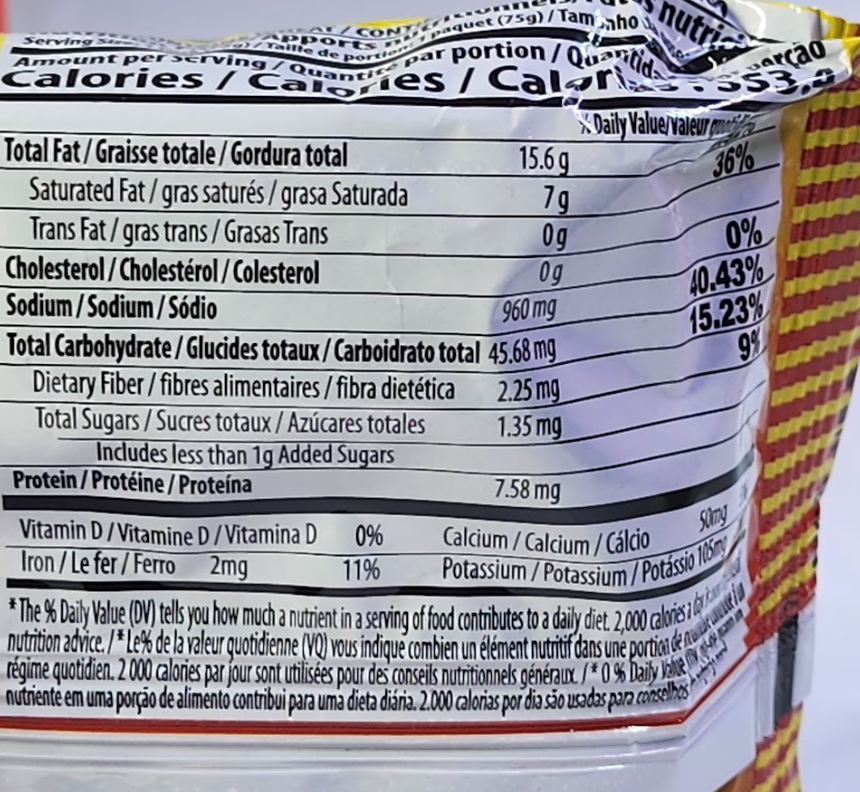 nutri
paquet (75g) / Tamanho
Serving Size / Taille de portion
Amount per serving / Quantité par portion / Quantid
Calories / Calories / Calor 353,8
% Daily Value/Valeur
Total Fat / Graisse totale / Gordura total 15.6 g 36%
Saturated Fat / gras saturés / grasa Saturada 7 g
Trans Fat / gras trans / Grasas Trans 0 g 0%
Cholesterol / Cholestérol / Colesterol 0 g 40.43%
Sodium / Sodium / Sódio 960 mg 15.23%
Total Carbohydrate / Glucides totaux / Carboidrato total 45.68 mg 9%
Dietary Fiber / fibres alimentaires / fibra dietética 2.25 mg
Total Sugars / Sucres totaux / Azúcares totales 1.35 mg
Includes less than 1g Added Sugars
Protein / Protéine / Proteína 7.58 mg
Vitamin D / Vitamine D / Vitamina D 0% Calcium / Calcium / Cálcio 50mg
Iron / Le fer / Ferro 2mg 11% Potassium / Potassium / Potássio 105mg
* The % Daily Value (DV) tells you how much a nutrient in a serving of food contributes to a daily diet. 2,000 calories a day
nutrition advice. / * Le% de la valeur quotidienne (VQ) vous indique combien un élément nutritif dans une portion de
régime quotidien. 2 000 calories par jour sont utilisées pour des conseils nutritionnels généraux. / * O % Daily Value
nutriente em uma porção de alimento contribui para uma dieta diária. 2.000 calorias por dia são usadas para conselhos